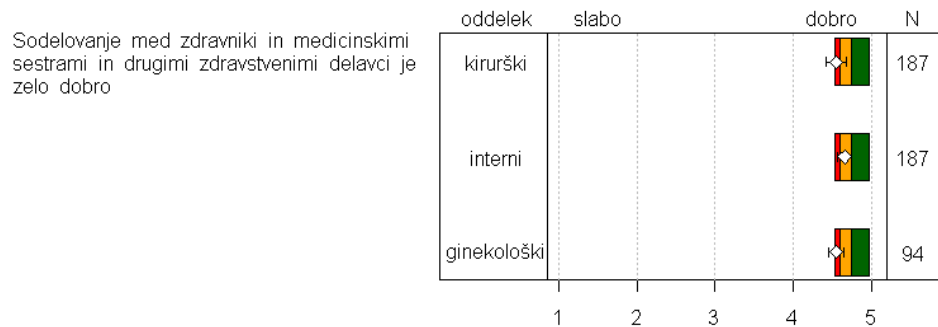 oddelek slabo dobro N
Sodelovanje med zdravniki in medicinskimi
sestrami in drugimi zdravstvenimi delavci je
zelo dobro
kirurški 187
interni 187
ginekološki 94
1 2 3 4 5